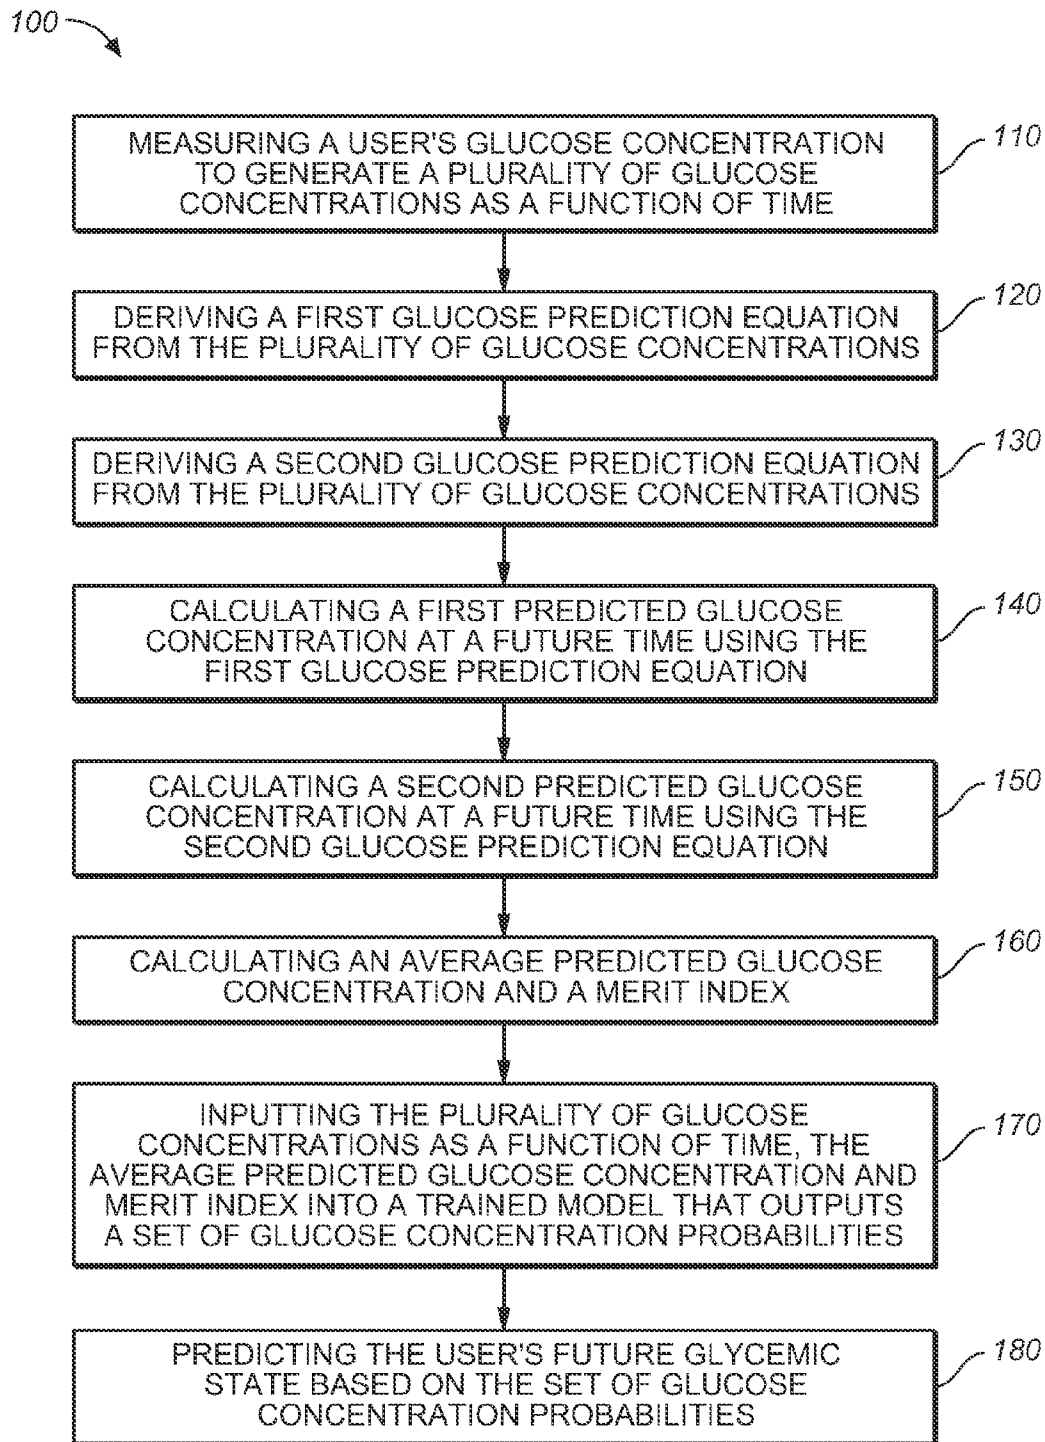 100
MEASURING A USER'S GLUCOSE CONCENTRATION
TO GENERATE A PLURALITY OF GLUCOSE
CONCENTRATIONS AS A FUNCTION OF TIME
110
DERIVING A FIRST GLUCOSE PREDICTION EQUATION
FROM THE PLURALITY OF GLUCOSE CONCENTRATIONS
120
DERIVING A SECOND GLUCOSE PREDICTION EQUATION
FROM THE PLURALITY OF GLUCOSE CONCENTRATIONS
130
CALCULATING A FIRST PREDICTED GLUCOSE
CONCENTRATION AT A FUTURE TIME USING THE
FIRST GLUCOSE PREDICTION EQUATION
140
CALCULATING A SECOND PREDICTED GLUCOSE
CONCENTRATION AT A FUTURE TIME USING THE
SECOND GLUCOSE PREDICTION EQUATION
150
CALCULATING AN AVERAGE PREDICTED GLUCOSE
CONCENTRATION AND A MERIT INDEX
160
INPUTTING THE PLURALITY OF GLUCOSE
CONCENTRATIONS AS A FUNCTION OF TIME, THE
AVERAGE PREDICTED GLUCOSE CONCENTRATION AND
MERIT INDEX INTO A TRAINED MODEL THAT OUTPUTS
A SET OF GLUCOSE CONCENTRATION PROBABILITIES
170
PREDICTING THE USER'S FUTURE GLYCEMIC
STATE BASED ON THE SET OF GLUCOSE
CONCENTRATION PROBABILITIES
180